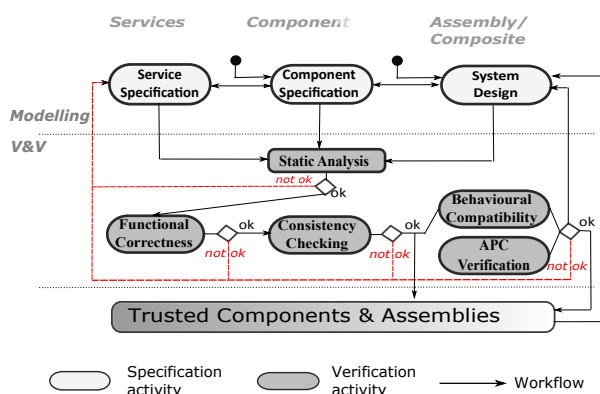 Services
Component
Assembly/
Composite
Service
Specification
Component
Specification
System
Design
Modelling
V&V
Static Analysis
not ok
ok
Functional
Correctness
ok
not ok
Consistency
Checking
ok
not ok
Behavioural
Compatibility
APC
Verification
ok
not ok
Trusted Components & Assemblies
Specification
activity
Verification
activity
Workflow